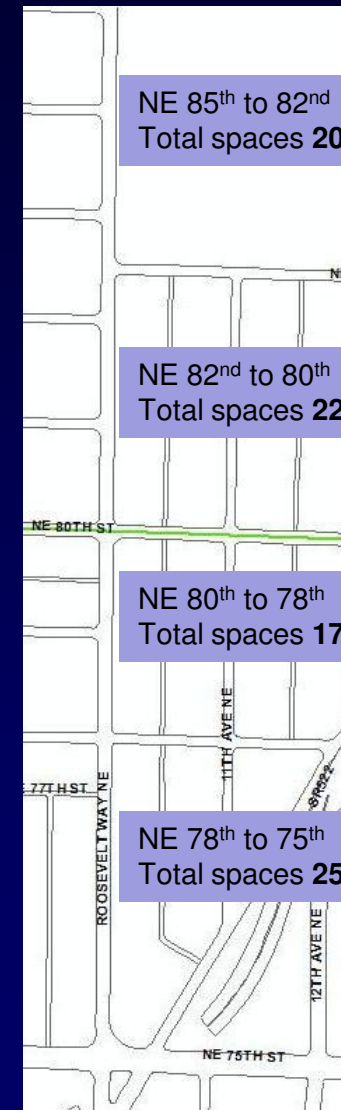 NE 85th to 82nd
Total spaces 20
NE 82nd to 80th
Total spaces 22
NE 80TH ST
NE 80th to 78th
Total spaces 17
11TH AVE NE
77TH ST
ROOSEVELT WAY NE
SR522
NE 78th to 75th
Total spaces 25
12TH AVE NE
NE 75TH ST